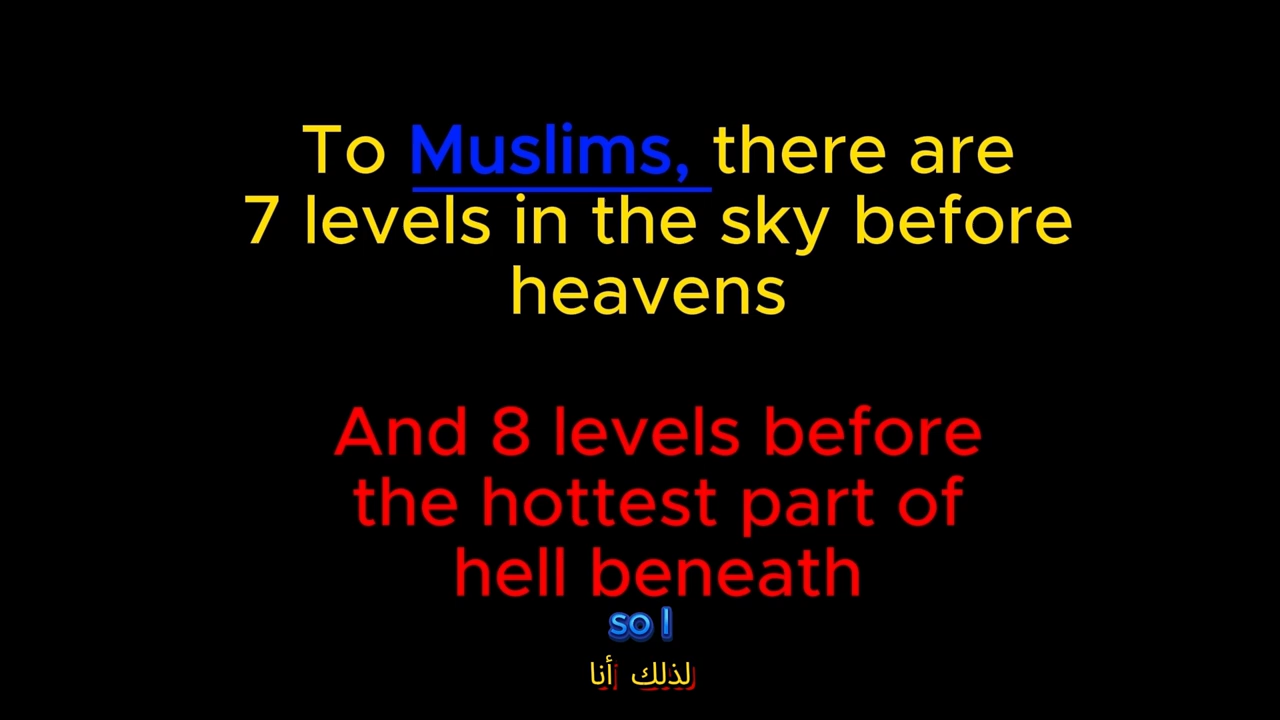 To Muslims, there are
7 levels in the sky before
heavens
And 8 levels before
the hottest part of
hell beneath
so I
لذلك أنا